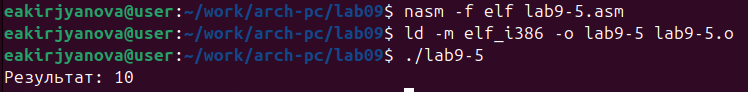 eakirjyanova@user:~/work/arch-pc/lab09$ nasm -f elf lab9-5.asm
eakirjyanova@user:~/work/arch-pc/lab09$ ld -m elf_i386 -o lab9-5 lab9-5.o
eakirjyanova@user:~/work/arch-pc/lab09$ ./lab9-5
Результат: 10